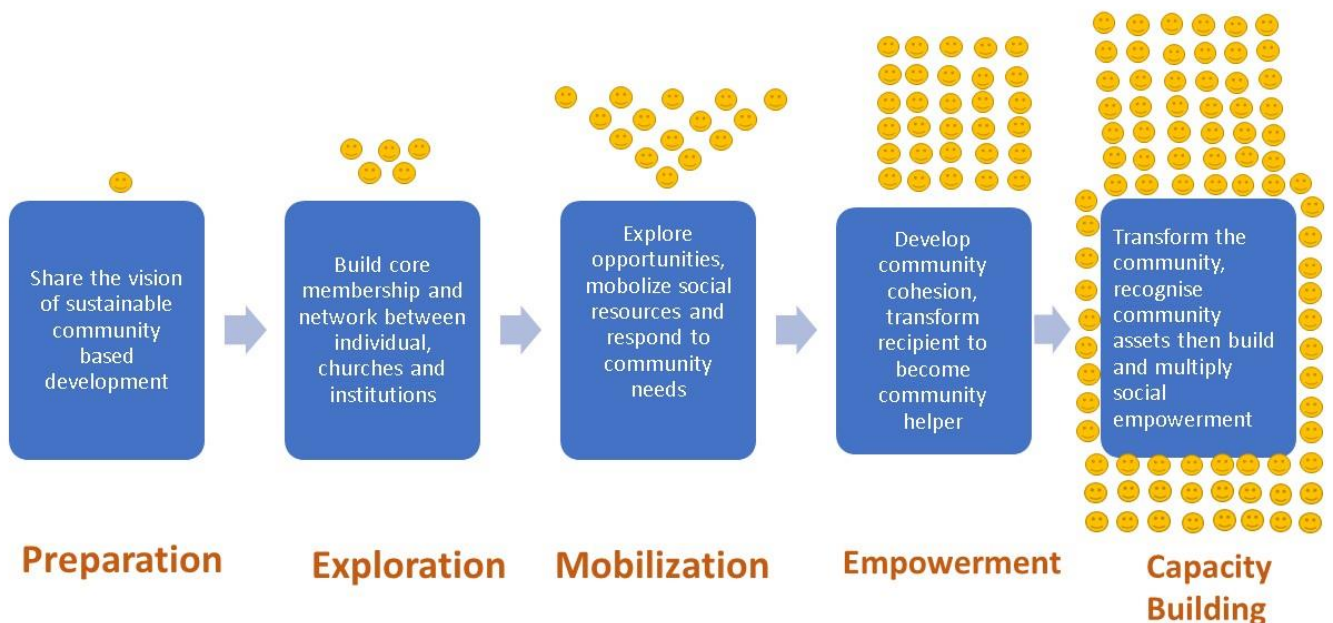 Share the vision
of sustainable
community
based
development
Build core
membership and
network between
individual,
churches and
institutions
Explore
opportunities,
mobolize social
resources and
respond to
community
needs
Develop
community
cohesion,
transform
recipient to
become
community
helper
Transform the
community,
recognise
community
assets then build
and multiply
social
empowerment
Preparation
Exploration
Mobilization
Empowerment
Capacity
Building